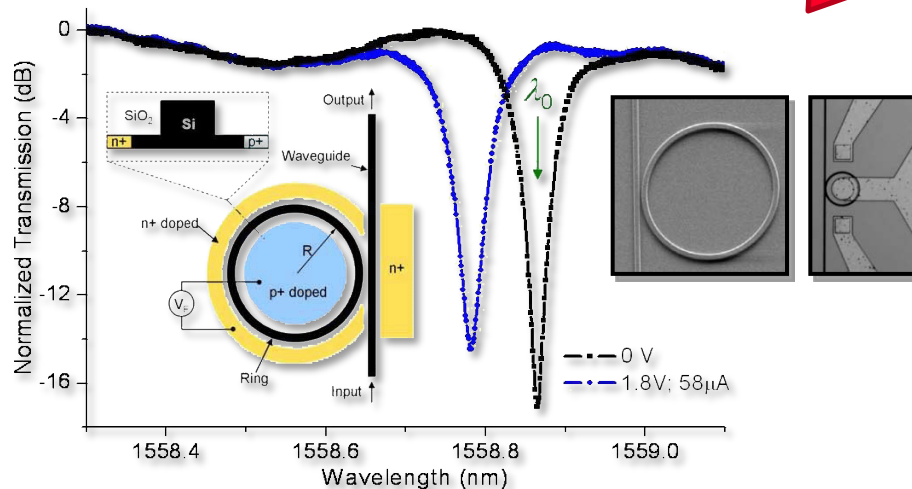 Normalized Transmission (dB)
0
-4
-8
-12
-16
1558.4
1558.6
1558.8
1559.0
Wavelength (nm)
SiO₂
Si
n+
p+
Output
Waveguide
n+ doped
R
p+ doped
n+
V_F
Ring
Input
λ₀
0 V
1.8V; 58μA